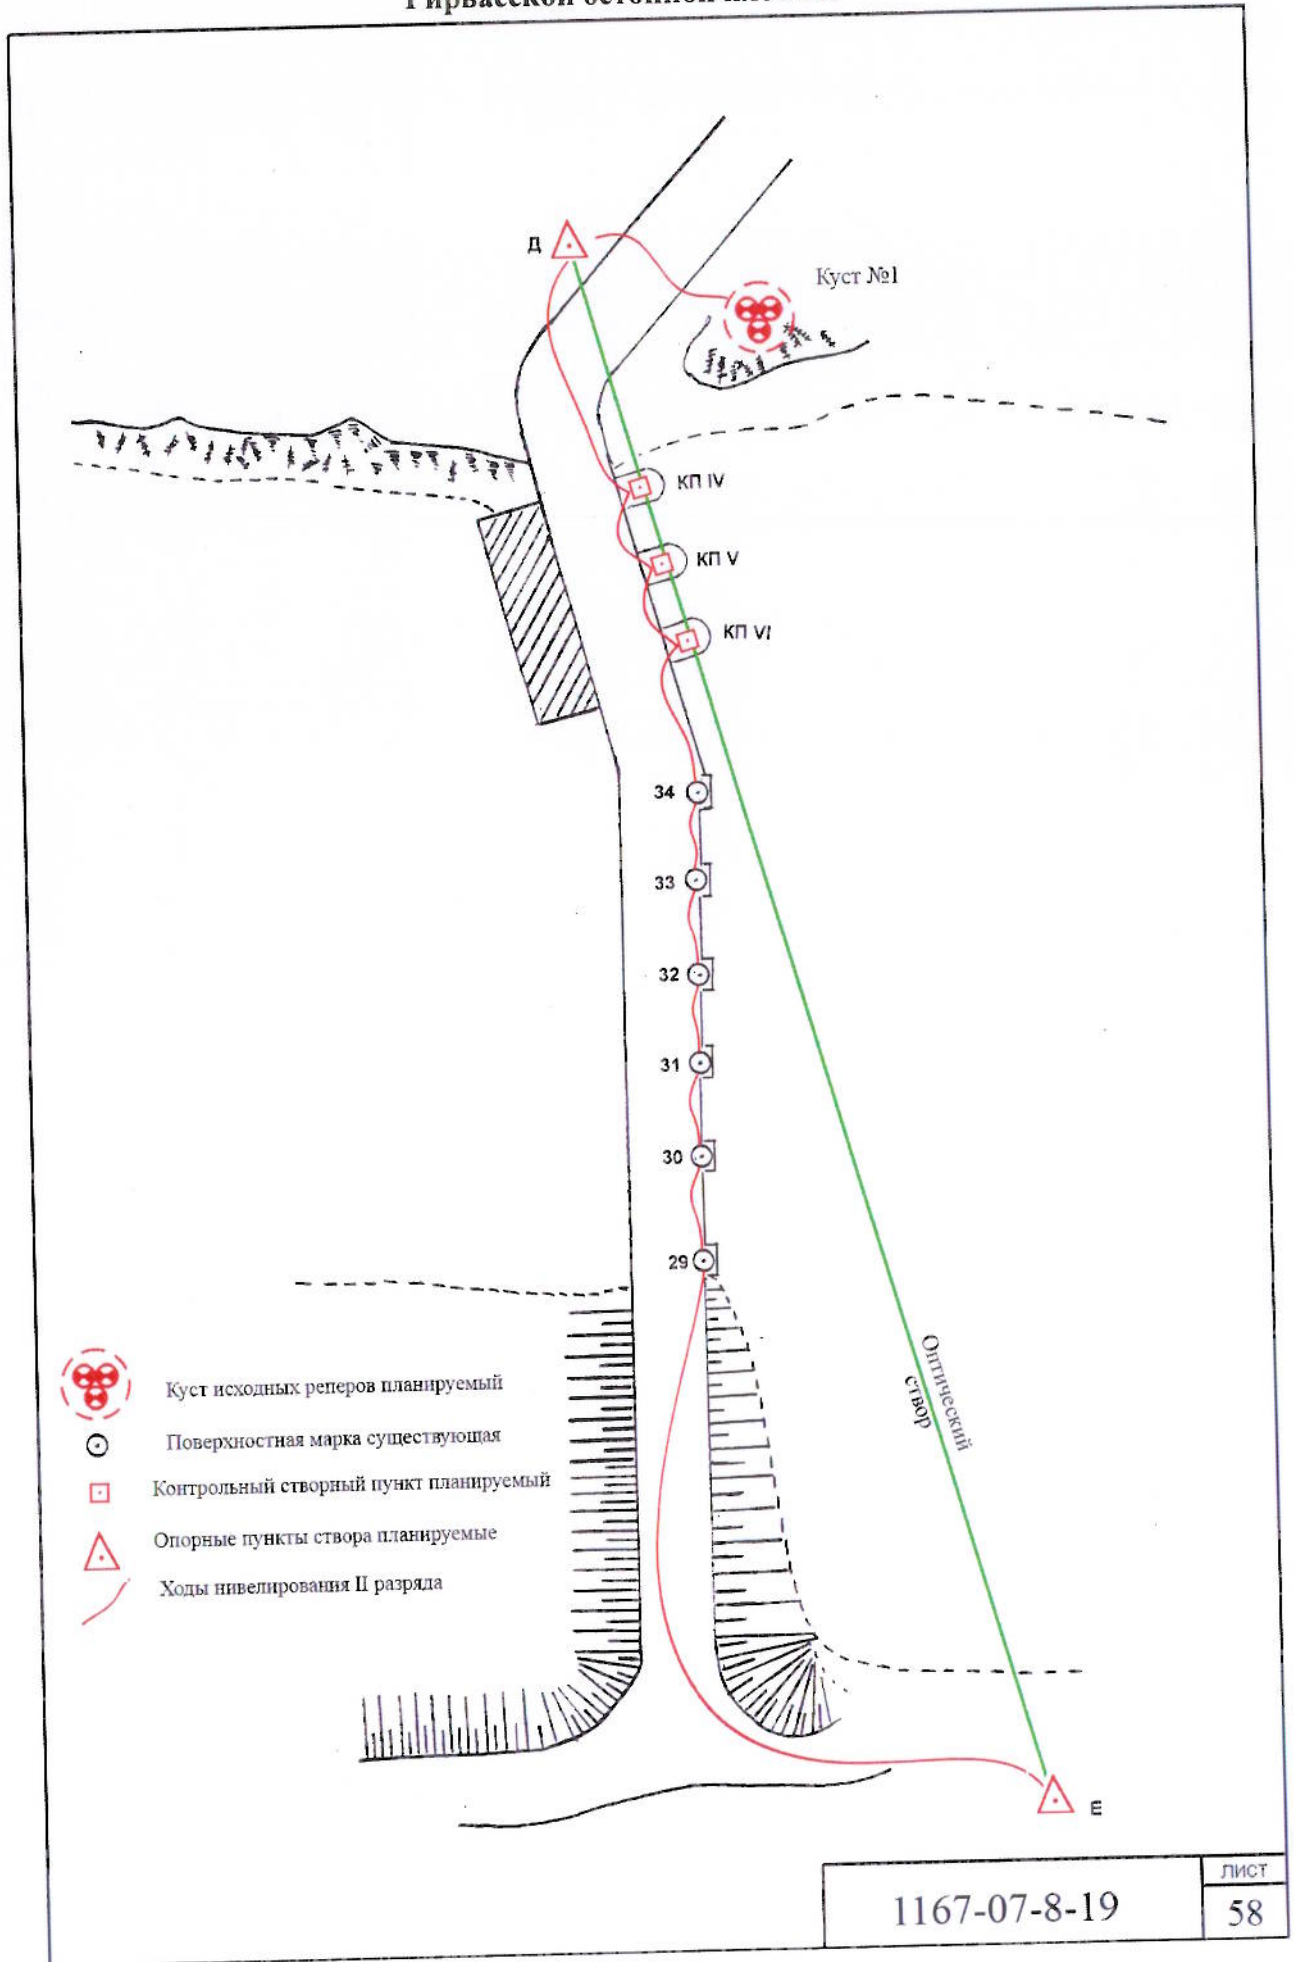 Д
Куст №1
КП IV
КП V
КП VI
34
33
32
31
30
29
Оптический
створ
Куст исходных реперов планируемый
Поверхностная марка существующая
Контрольный створный пункт планируемый
Опорные пункты створа планируемые
Ходы нивелирования II разряда
Е
1167-07-8-19
лист
58